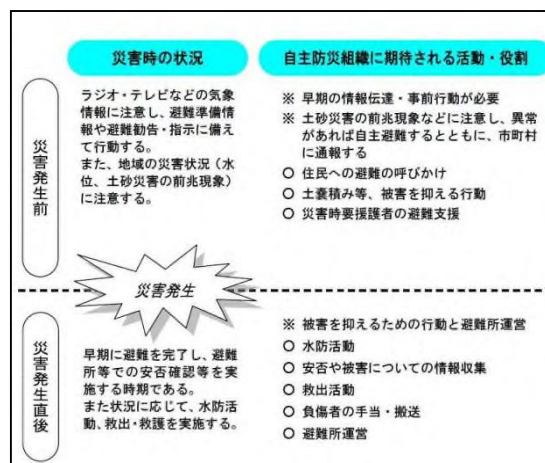 災害時の状況
自主防災組織に期待される活動・役割
災害発生前
ラジオ・テレビなどの気象
情報に注意し、避難準備情
報や避難勧告・指示に備え
て行動する。
また、地域の災害状況（水
位、土砂災害の前兆現象）
に注意する。
※ 早期の情報伝達・事前行動が必要
※ 土砂災害の前兆現象などに注意し、異常
があれば自主避難するとともに、市町村
に通報する
○ 住民への避難の呼びかけ
○ 土嚢積み等、被害を抑える行動
○ 災害時要援護者の避難支援
災害発生
災害発生直後
早期に避難を完了し、避難
所等での安否確認等を実
施する時期である。
また状況に応じて、水防活
動、救出・救護を実施する。
※ 被害を抑えるための行動と避難所運営
○ 水防活動
○ 安否や被害についての情報収集
○ 救出活動
○ 負傷者の手当・搬送
○ 避難所運営